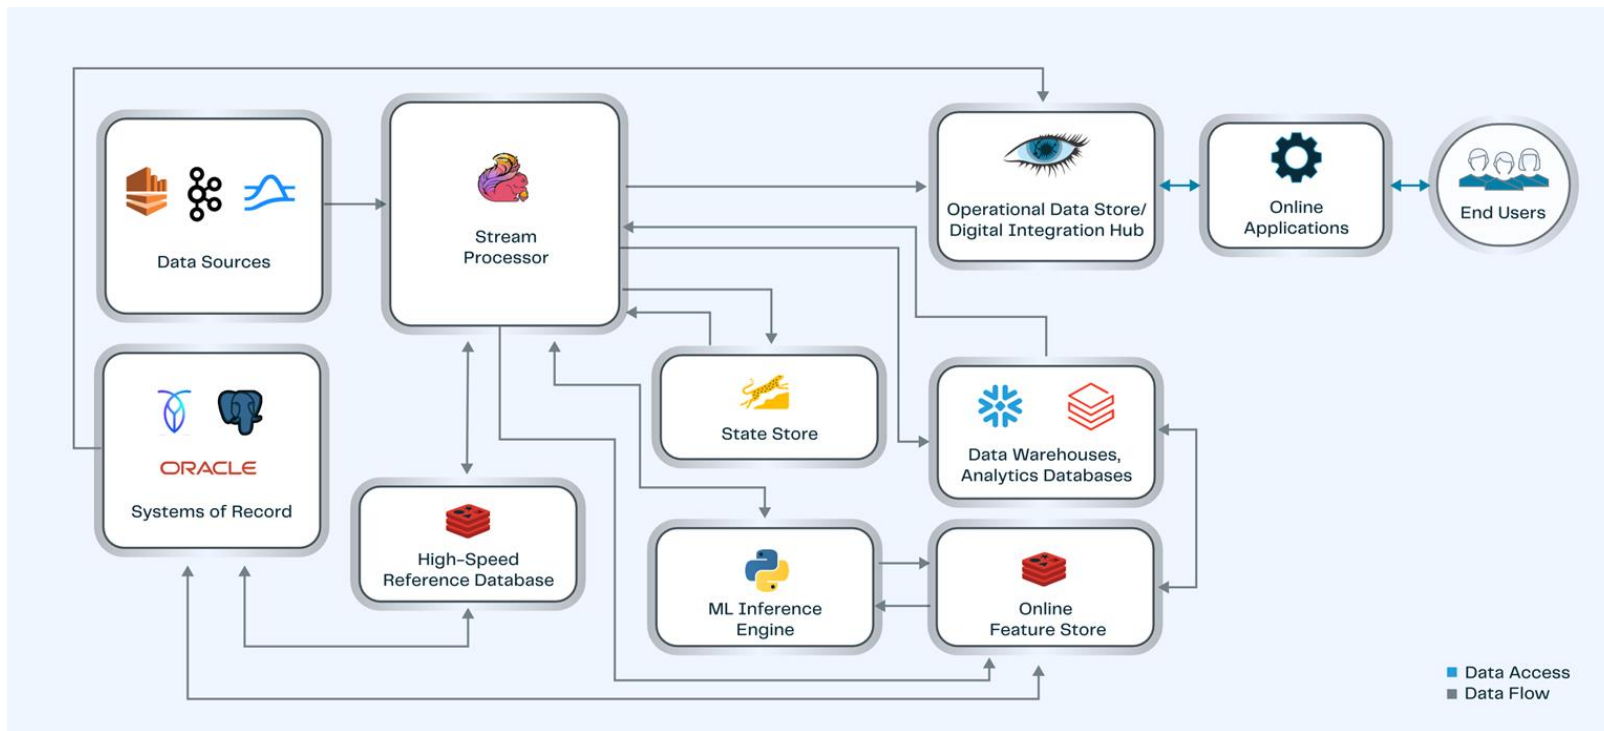 Data Sources
Stream
Processor
Operational Data Store/
Digital Integration Hub
Online
Applications
End Users
Systems of Record
ORACLE
High-Speed
Reference Database
State Store
Data Warehouses,
Analytics Databases
ML Inference
Engine
Online
Feature Store
Data Access
Data Flow